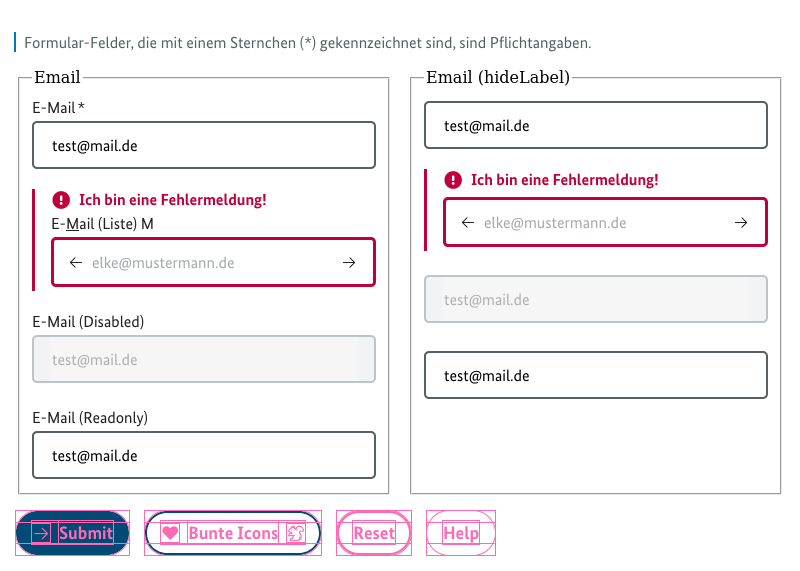 Formular-Felder, die mit einem Sternchen (*) gekennzeichnet sind, sind Pflichtangaben.
Email
E-Mail *
test@mail.de
Ich bin eine Fehlermeldung!
E-Mail (Liste) M
elke@mustermann.de
E-Mail (Disabled)
test@mail.de
E-Mail (Readonly)
test@mail.de
Email (hideLabel)
test@mail.de
Ich bin eine Fehlermeldung!
elke@mustermann.de
test@mail.de
test@mail.de
Submit
Bunte Icons
Reset
Help